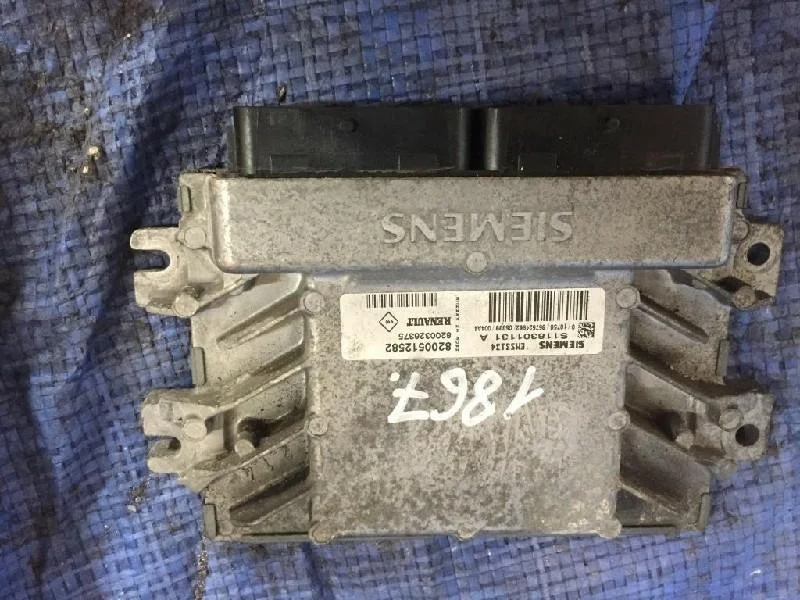 SIEMENS
SIEMENS EMS3134
S118301131 A
RENAULT
8200326375
8200512582
1867.